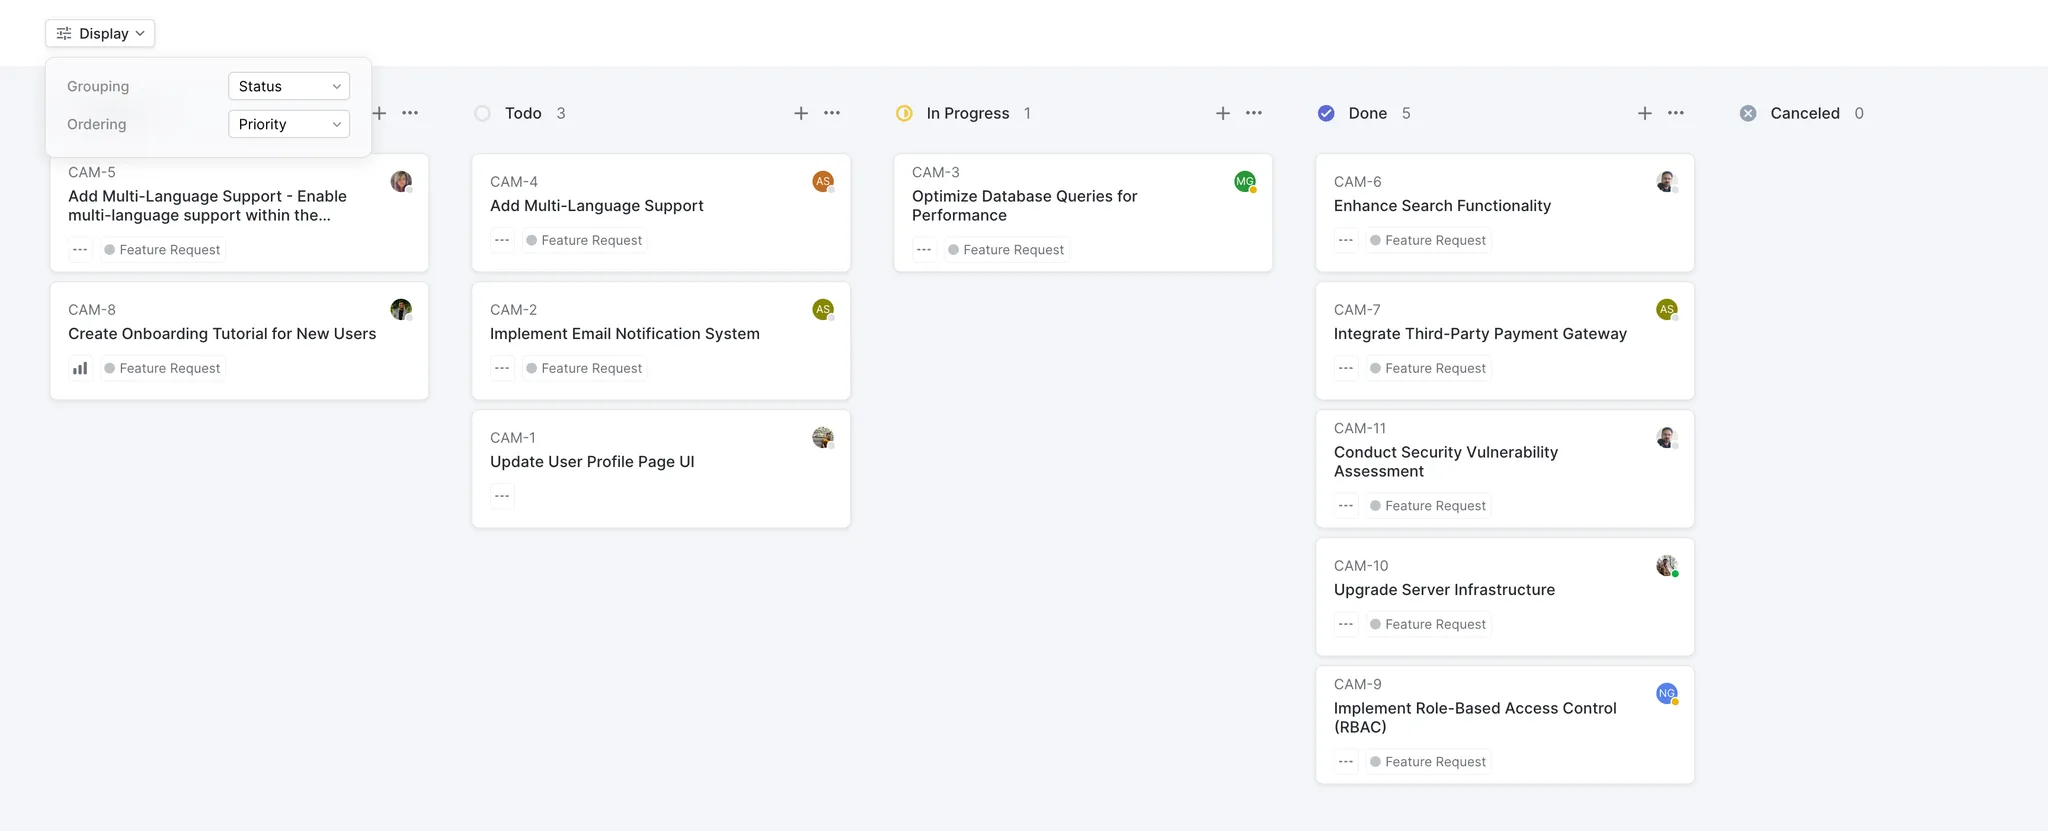 Display
Grouping
Status
Ordering
Priority
CAM-5
Add Multi-Language Support - Enable
multi-language support within the...
Feature Request
CAM-8
Create Onboarding Tutorial for New Users
Feature Request
Todo 3
CAM-4
AS
Add Multi-Language Support
Feature Request
CAM-2
AS
Implement Email Notification System
Feature Request
CAM-1
Update User Profile Page UI
In Progress 1
CAM-3
MG
Optimize Database Queries for
Performance
Feature Request
Done 5
CAM-6
Enhance Search Functionality
Feature Request
CAM-7
AS
Integrate Third-Party Payment Gateway
Feature Request
CAM-11
Conduct Security Vulnerability
Assessment
Feature Request
CAM-10
Upgrade Server Infrastructure
Feature Request
CAM-9
NG
Implement Role-Based Access Control
(RBAC)
Feature Request
Canceled 0